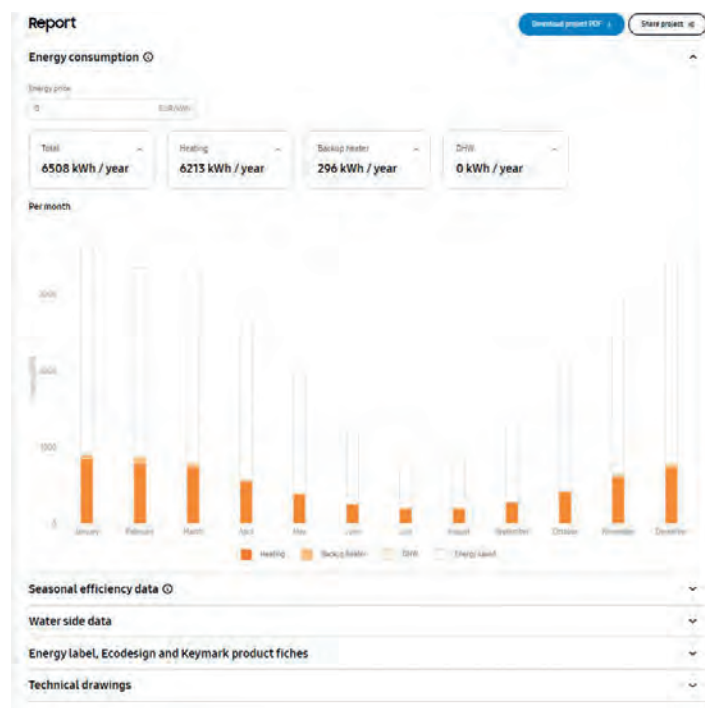 Report
Download project PDF
Share project
Energy consumption
Energy price
0 EUR/kWh
Total
Heating
Backup heater
DHW
6508 kWh / year
6213 kWh / year
296 kWh / year
0 kWh / year
Per month
3000
2000
1000
0
January February March April May June July August September October November December
Heating Backup heater DHW Energy saved
Seasonal efficiency data
Water side data
Energy label, Ecodesign and Keymark product fiches
Technical drawings